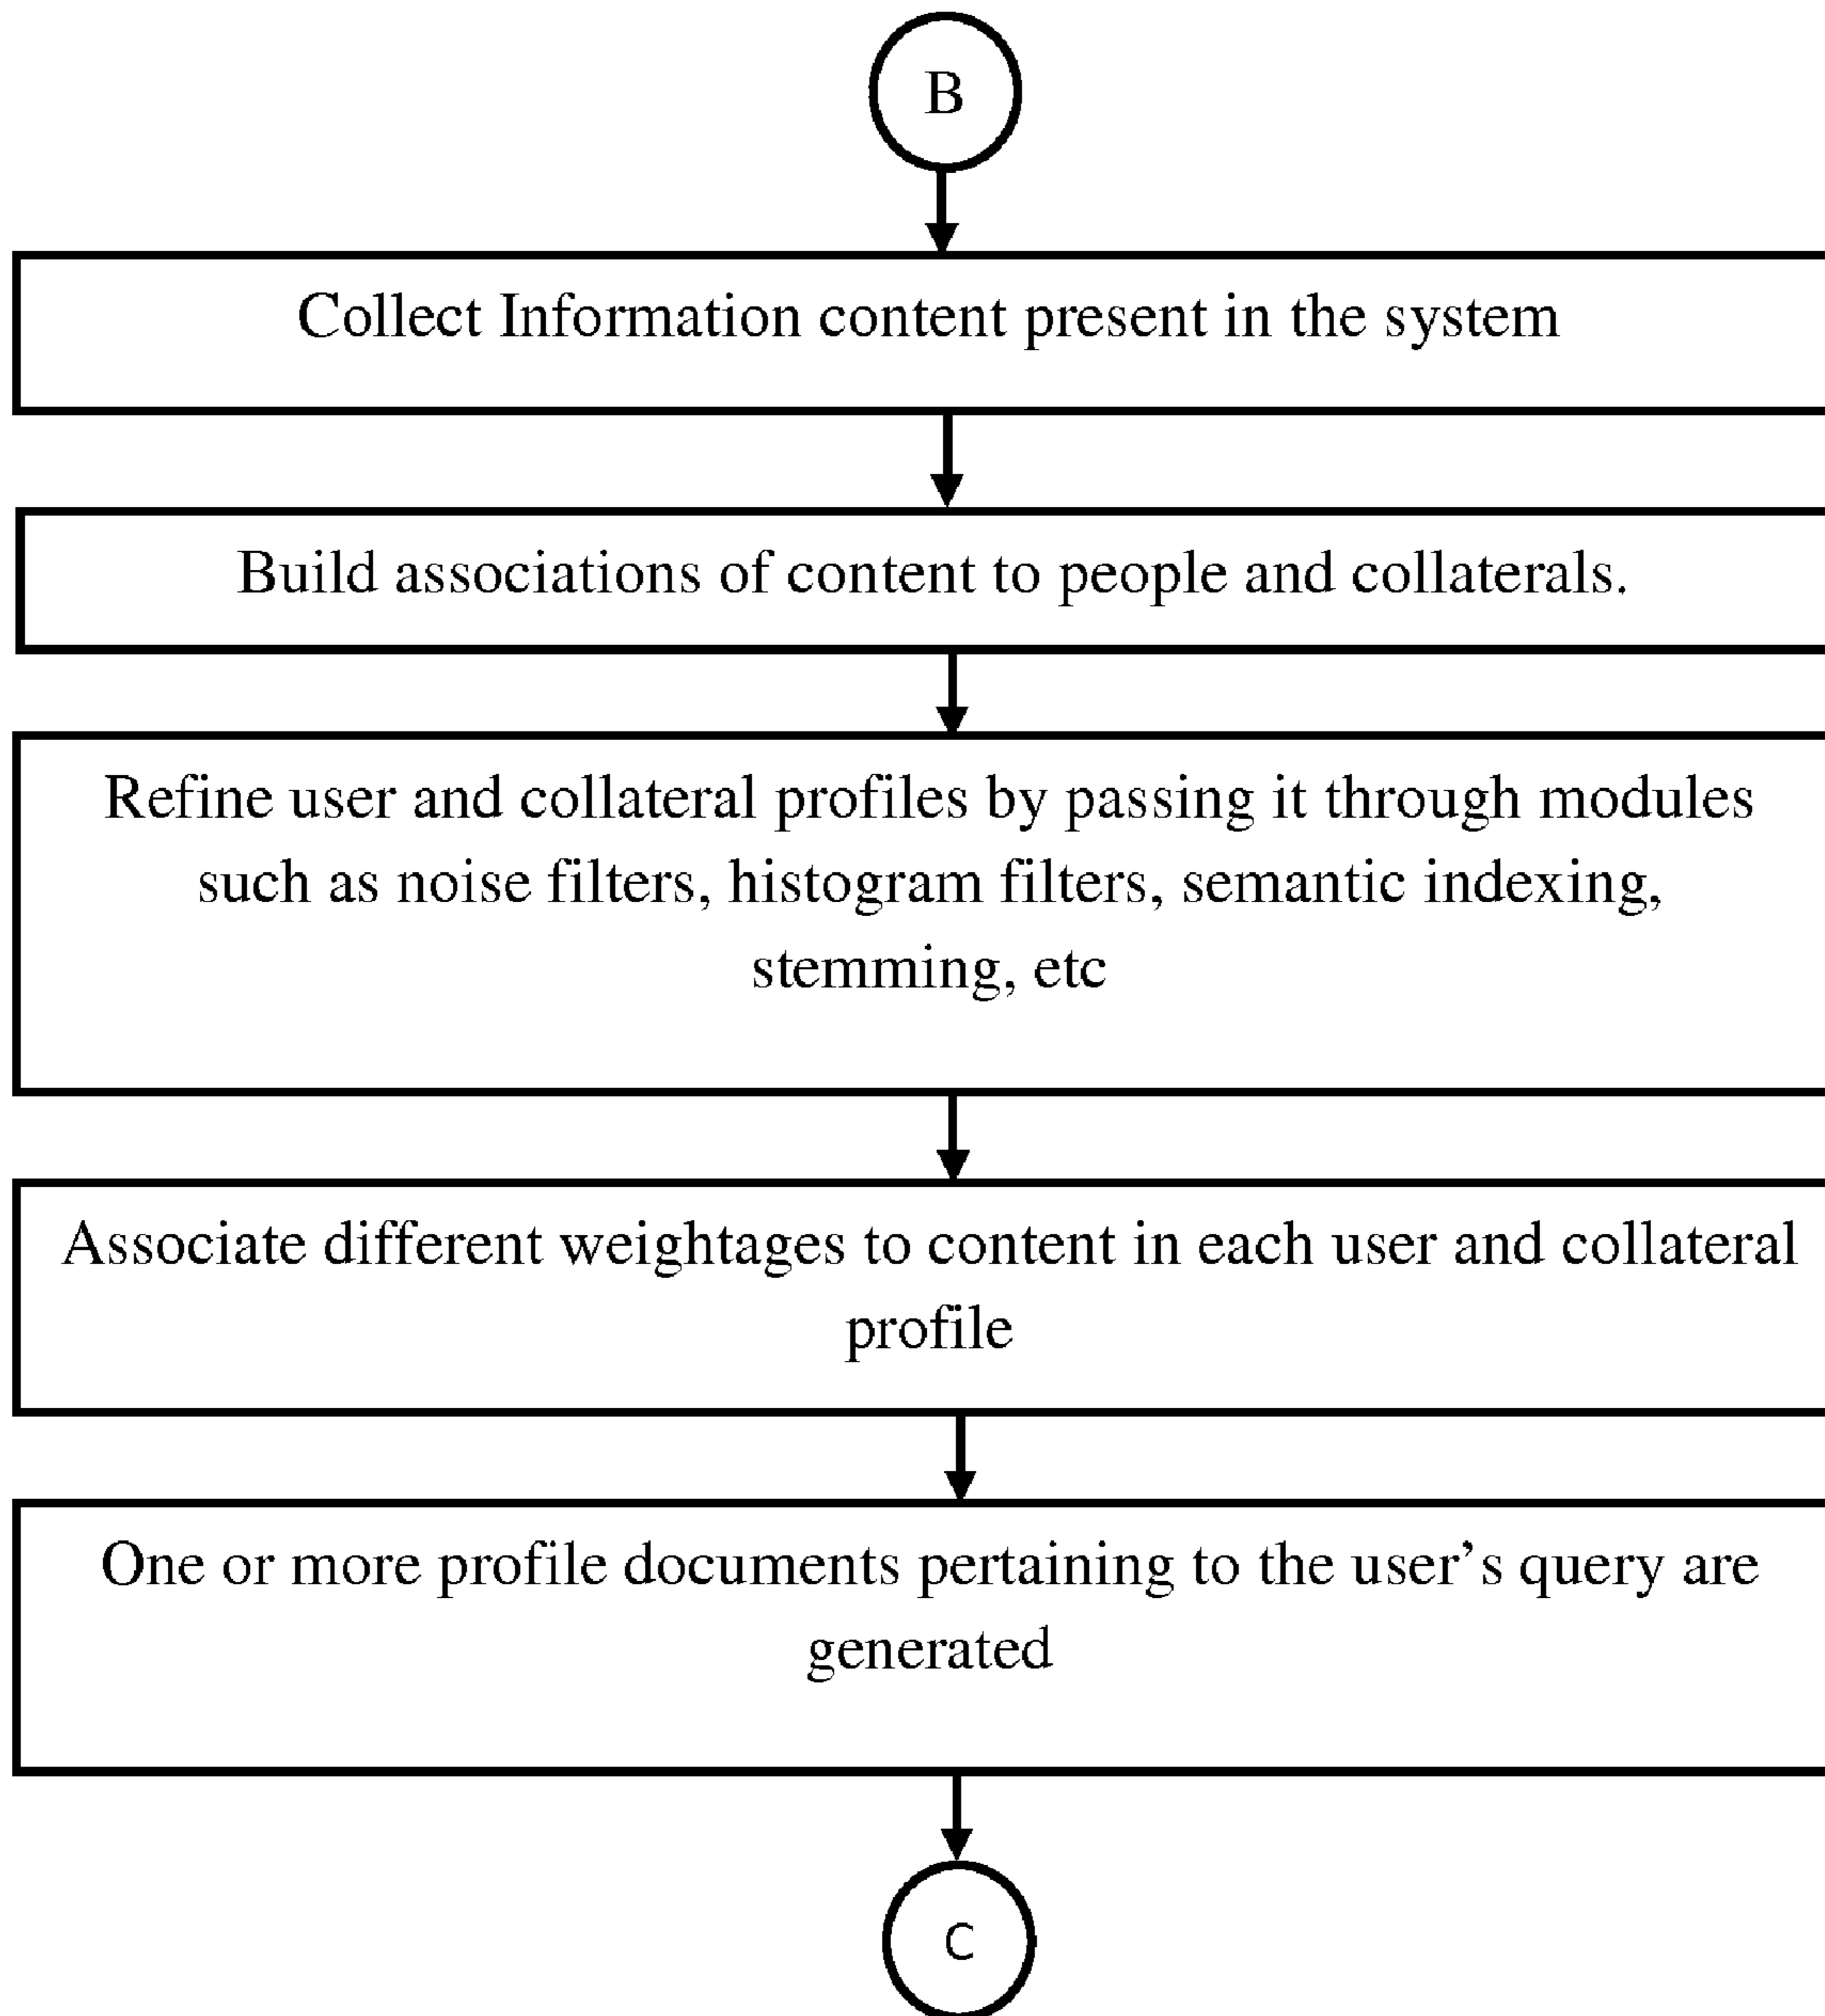 B
Collect Information content present in the system
Build associations of content to people and collaterals.
Refine user and collateral profiles by passing it through modules
such as noise filters, histogram filters, semantic indexing,
stemming, etc
Associate different weightages to content in each user and collateral
profile
One or more profile documents pertaining to the user’s query are
generated
C